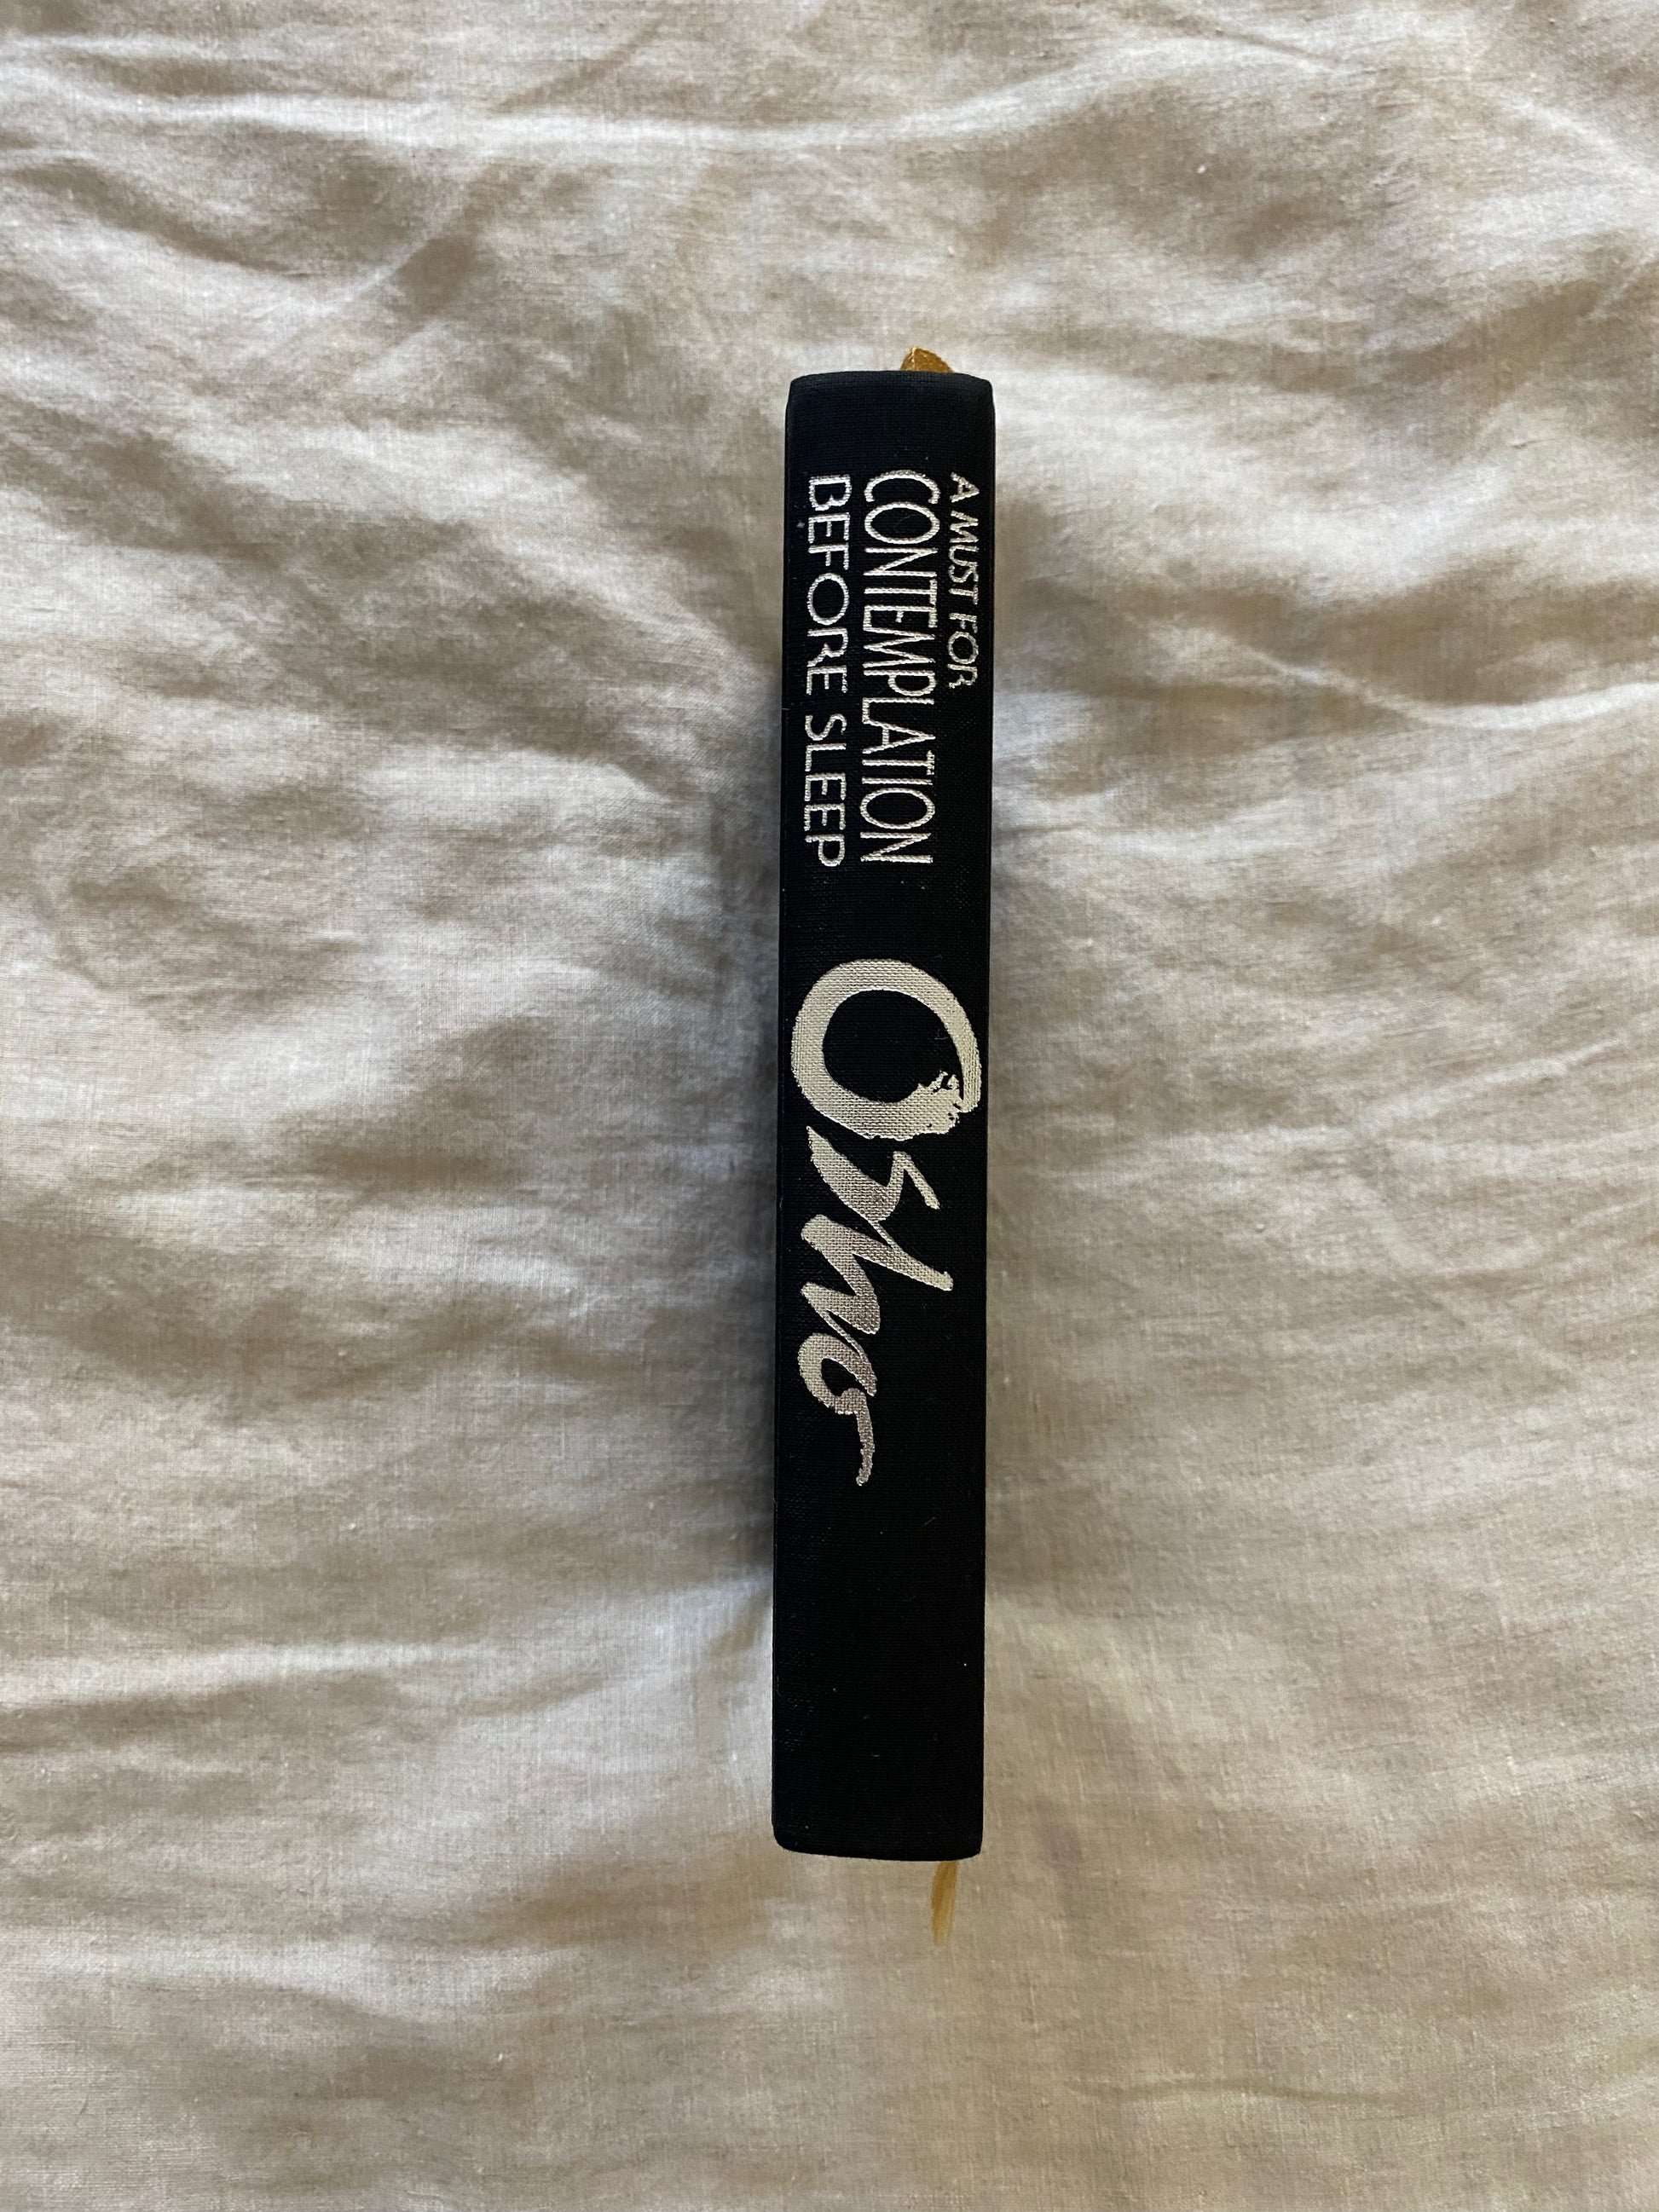 A MUST FOR
CONTEMPLATION
BEFORE SLEEP
Osho